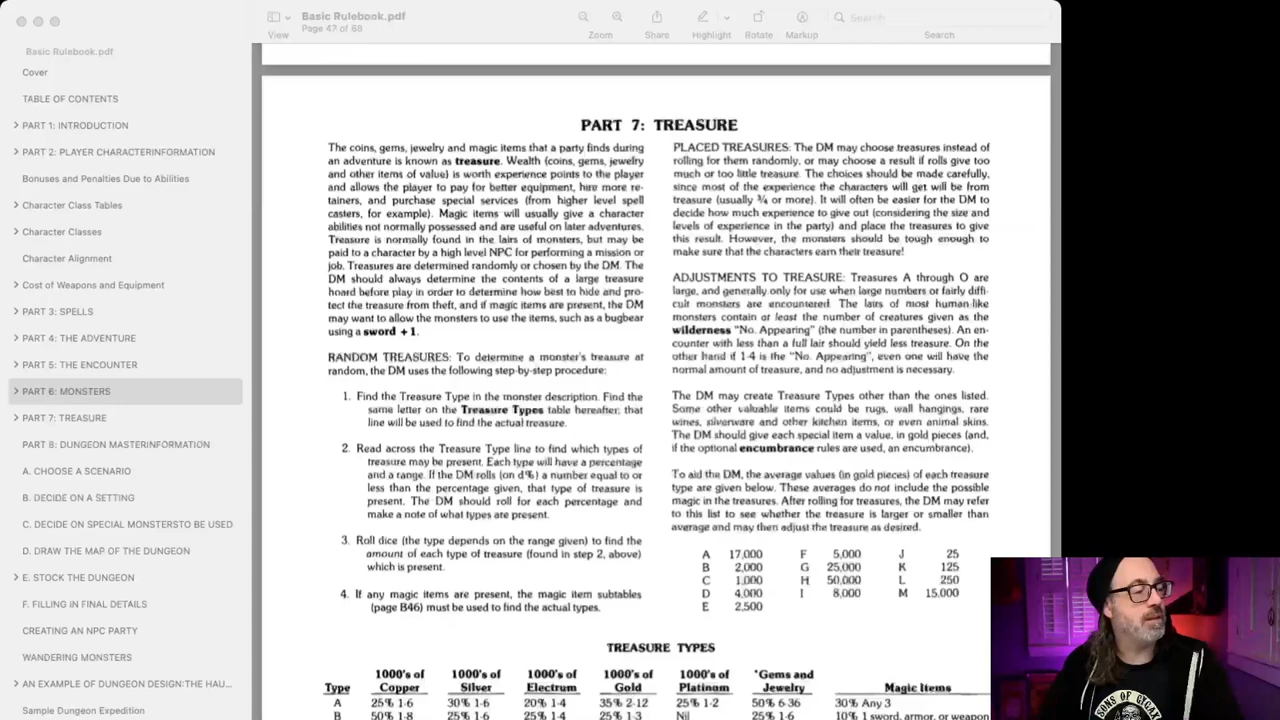 Basic Rulebook.pdf
Page 47 of 68
View
Zoom
Share
Highlight
Rotate
Markup
Search
Search
Basic Rulebook.pdf
Cover
TABLE OF CONTENTS
PART 1: INTRODUCTION
PART 2: PLAYER CHARACTERINFORMATION
Bonuses and Penalties Due to Abilities
Character Class Tables
Character Classes
Character Alignment
Cost of Weapons and Equipment
PART 3: SPELLS
PART 4: THE ADVENTURE
PART 5: THE ENCOUNTER
PART 6: MONSTERS
PART 7: TREASURE
PART 8: DUNGEON MASTERINFORMATION
A. CHOOSE A SCENARIO
B. DECIDE ON A SETTING
C. DECIDE ON SPECIAL MONSTERSTO BE USED
D. DRAW THE MAP OF THE DUNGEON
E. STOCK THE DUNGEON
F. FILLING IN FINAL DETAILS
CREATING AN NPC PARTY
WANDERING MONSTERS
AN EXAMPLE OF DUNGEON DESIGN:THE HAU...
Sample Dungeon Expedition
PART 7: TREASURE
The coins, gems, jewelry and magic items that a party finds during
an adventure is known as treasure. Wealth (coins, gems, jewelry
and other items of value) is worth experience points to the player
and allows the player to pay for better equipment, hire more re-
tainers, and purchase special services (from higher level spell
casters, for example). Magic items will usually give a character
abilities not normally possessed and are useful on later adventures.
Treasure is normally found in the lairs of monsters, but may be
paid to a character by a high level NPC for performing a mission or
job. Treasures are determined randomly or chosen by the DM. The
DM should always determine the contents of a large treasure
hoard before play in order to determine how best to hide and pro-
tect the treasure from theft, and if magic items are present, the DM
may want to allow the monsters to use the items, such as a bugbear
using a sword +1.
RANDOM TREASURES: To determine a monster's treasure at
random, the DM uses the following step-by-step procedure:
1. Find the Treasure Type in the monster description. Find the
same letter on the Treasure Types table hereafter; that
line will be used to find the actual treasure.
2. Read across the Treasure Type line to find which types of
treasure may be present. Each type will have a percentage
and a range. If the DM rolls (on d%) a number equal to or
less than the percentage given, that type of treasure is
present. The DM should roll for each percentage and
make a note of what types are present.
3. Roll dice (the type depends on the range given) to find the
amount of each type of treasure (found in step 2, above)
which is present.
4. If any magic items are present, the magic item subtables
(page B46) must be used to find the actual types.
PLACED TREASURES: The DM may choose treasures instead of
rolling for them randomly, or may choose a result if rolls give too
much or too little treasure. The choices should be made carefully,
since most of the experience the characters will get will be from
treasure (usually ¾ or more). It will often be easier for the DM to
decide how much experience to give out (considering the size and
levels of experience in the party) and place the treasures to give
this result. However, the monsters should be tough enough to
make sure that the characters earn their treasure!
ADJUSTMENTS TO TREASURE: Treasures A through O are
large, and generally only for use when large numbers or fairly diffi-
cult monsters are encountered. The lairs of most human-like
monsters contain at least the number of creatures given as the
wilderness "No. Appearing" (the number in parentheses). An en-
counter with less than a full lair should yield less treasure. On the
other hand if 1-4 is the "No. Appearing", even one will have the
normal amount of treasure, and no adjustment is necessary.
The DM may create Treasure Types other than the ones listed.
Some other valuable items could be rugs, wall hangings, rare
wines, silverware and other kitchen items, or even animal skins.
The DM should give each special item a value, in gold pieces (and,
if the optional encumbrance rules are used, an encumbrance).
To aid the DM, the average values (in gold pieces) of each treasure
type are given below. These averages do not include the possible
magic in the treasures. After rolling for treasures, the DM may refer
to this list to see whether the treasure is larger or smaller than
average and may then adjust the treasure as desired.
A 17,000 F 5,000 J 25
B 2,000 G 25,000 K 125
C 1,000 H 50,000 L 250
D 4,000 I 8,000 M 15,000
E 2,500
TREASURE TYPES
1000's of 1000's of 1000's of 1000's of 1000's of *Gems and
Type Copper Silver Electrum Gold Platinum Jewelry Magic Items
A 25% 1-6 30% 1-6 20% 1-4 35% 2-12 25% 1-2 50% 6-36 30% Any 3
B 50% 1-8 25% 1-6 25% 1-4 25% 1-3 Nil 25% 1-6 10% 1 sword, armor, or weapon